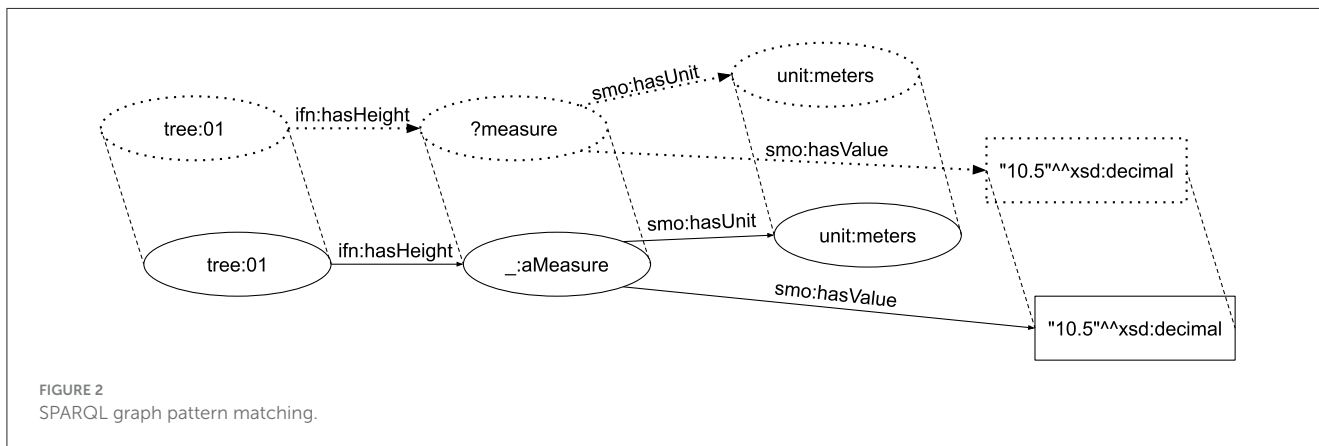 smo:hasUnit
unit:meters
tree:01
ifn:hasHeight
?measure
smo:hasValue
"10.5"^^xsd:decimal
smo:hasUnit
unit:meters
tree:01
ifn:hasHeight
_:aMeasure
smo:hasValue
"10.5"^^xsd:decimal
FIGURE 2
SPARQL graph pattern matching.